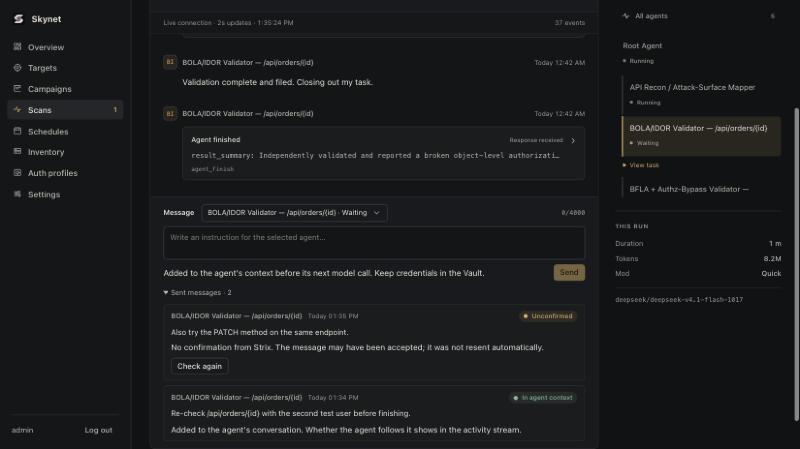 Skynet
Overview
Targets
Campaigns
Scans 1
Schedules
Inventory
Auth profiles
Settings
admin Log out
Live connection · 2s updates · 1:35:24 PM 37 events
BI BOLA/IDOR Validator — /api/orders/{id} Today 12:42 AM
Validation complete and filed. Closing out my task.
BI BOLA/IDOR Validator — /api/orders/{id} Today 12:42 AM
Agent finished Response received
result_summary: Independently validated and reported a broken object-level authorizati…
agent_finish
Message BOLA/IDOR Validator — /api/orders/{id} · Waiting 0/4000
Write an instruction for the selected agent...
Added to the agent's context before its next model call. Keep credentials in the Vault. Send
Sent messages · 2
BOLA/IDOR Validator — /api/orders/{id} Today 01:35 PM Unconfirmed
Also try the PATCH method on the same endpoint.
No confirmation from Strix. The message may have been accepted; it was not resent automatically.
Check again
BOLA/IDOR Validator — /api/orders/{id} Today 01:34 PM In agent context
Re-check /api/orders/{id} with the second test user before finishing.
Added to the agent's conversation. Whether the agent follows it shows in the activity stream.
All agents 6
Root Agent
Running
API Recon / Attack-Surface Mapper
Running
BOLA/IDOR Validator — /api/orders/{id}
Waiting
View task
BFLA + Authz-Bypass Validator —
THIS RUN
Duration 1 m
Tokens 8.2M
Mod Quick
deepseek/deepseek-v4.1-flash-1017